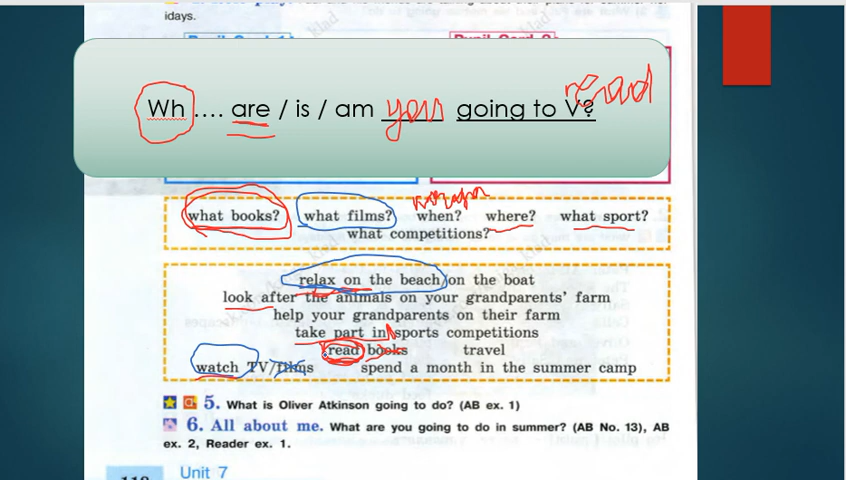 idays.
Wh .... are / is / am you going to V? read
what books? what films? when? where? what sport?
what competitions?
relax on the beach/on the boat
look after the animals on your grandparents' farm
help your grandparents on their farm
take part in sports competitions
read books travel
watch TV/films spend a month in the summer camp
5. What is Oliver Atkinson going to do? (AB ex. 1)
6. All about me. What are you going to do in summer? (AB No. 13), AB
ex. 2, Reader ex. 1.
Unit 7